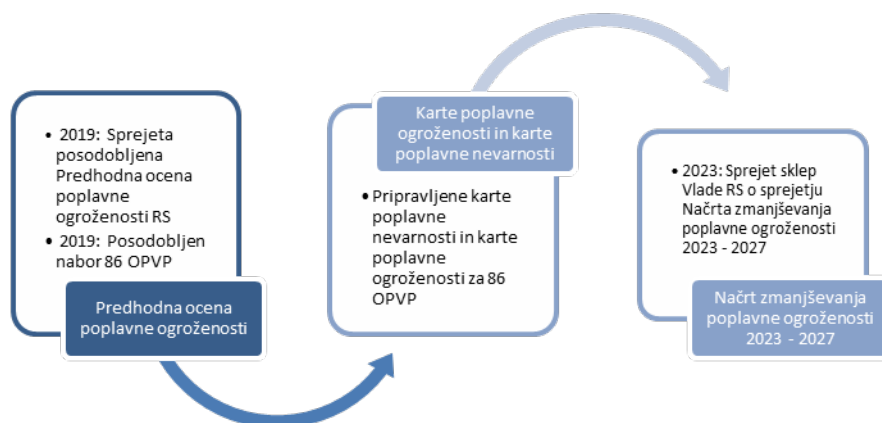 • 2019: Sprejeta
posodobljena
Predhodna ocena
poplavne
ogroženosti RS
• 2019: Posodobljen
nabor 86 OPVP
Predhodna ocena
poplavne ogroženosti
Karte poplavne
ogroženosti in karte
poplavne nevarnosti
• Pripravljene karte
poplavne
nevarnosti in karte
poplavne
ogroženosti za 86
OPVP
• 2023: Sprejet sklep
Vlade RS o sprejetju
Načrta zmanjševanja
poplavne ogroženosti
2023 - 2027
Načrt zmanjševanja
poplavne ogroženosti
2023 - 2027